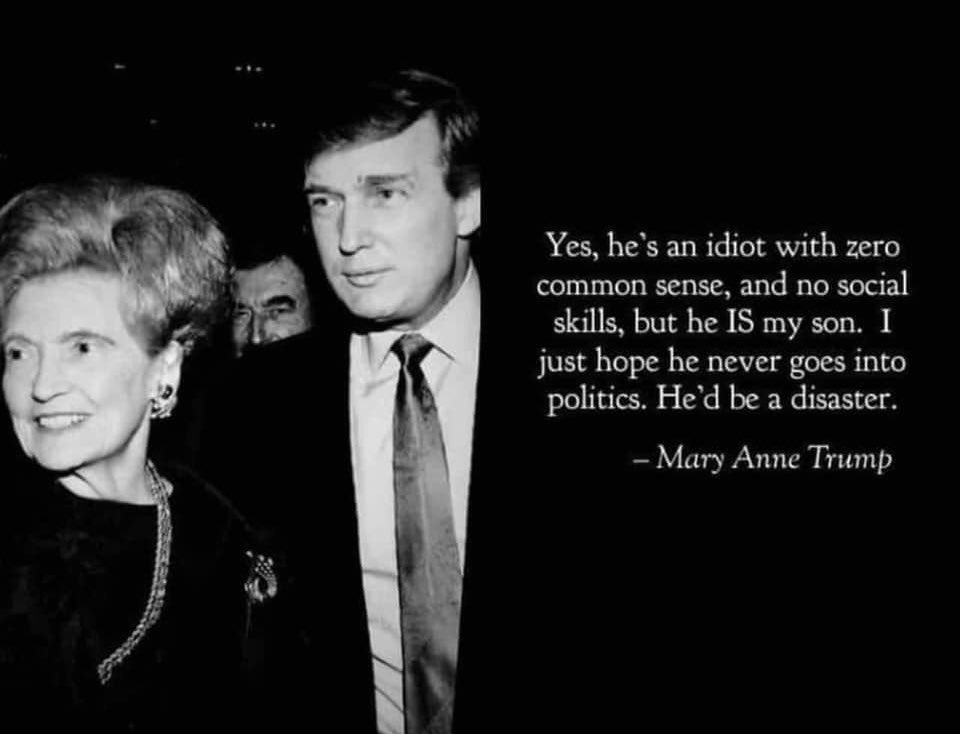 Yes, he's an idiot with zero
common sense, and no social
skills, but he IS my son.  I
just hope he never goes into
politics. He'd be a disaster.
– Mary Anne Trump